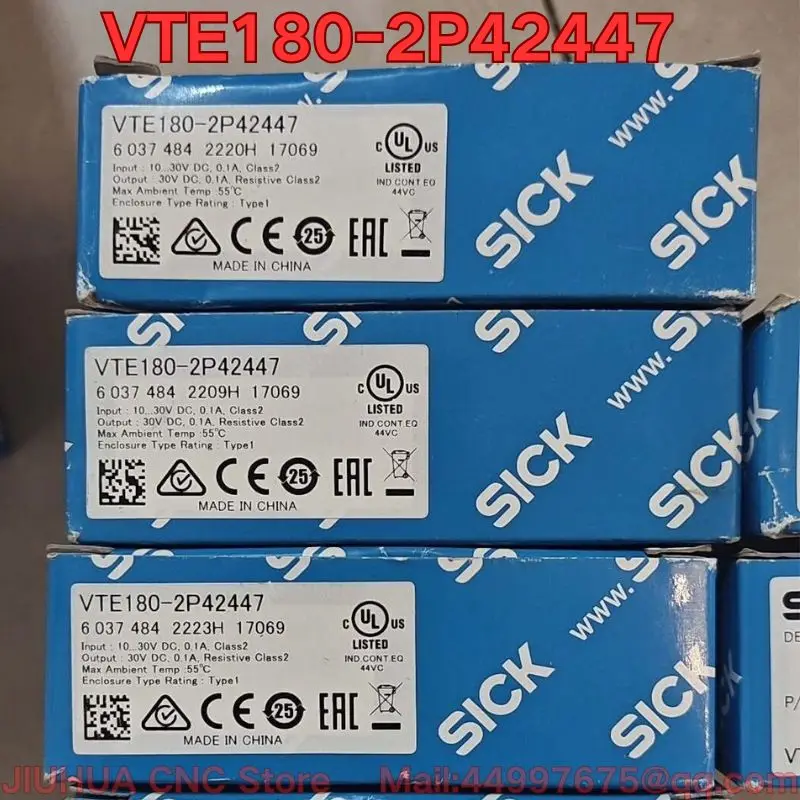 VTE180-2P42447
VTE180-2P42447
6 037 484 2220H 17069
Input : 10...30V DC, 0.1A, Class2
Output : 30V DC, 0.1A, Resistive Class2
Max Ambient Temp :55℃
Enclosure Type Rating : Type1
C UL US
LISTED
IND.CONT.EQ
44VC
CE 25 EAC
MADE IN CHINA
SICK
www.
SICK
VTE180-2P42447
6 037 484 2209H 17069
Input : 10...30V DC, 0.1A, Class2
Output : 30V DC, 0.1A, Resistive Class2
Max Ambient Temp :55℃
Enclosure Type Rating : Type1
C UL US
LISTED
IND.CONT.EQ
44VC
CE 25 EAC
MADE IN CHINA
SICK
www.
SICK
VTE180-2P42447
6 037 484 2223H 17069
Input : 10...30V DC, 0.1A, Class2
Output : 30V DC, 0.1A, Resistive Class2
Max Ambient Temp :55℃
Enclosure Type Rating : Type1
C UL US
LISTED
IND.CONT.EQ
44VC
CE 25 EAC
MADE IN CHINA
SICK
www.
SICK
DE
P/
VT
JIUHUA CNC Store Mail:44997675@qq.com